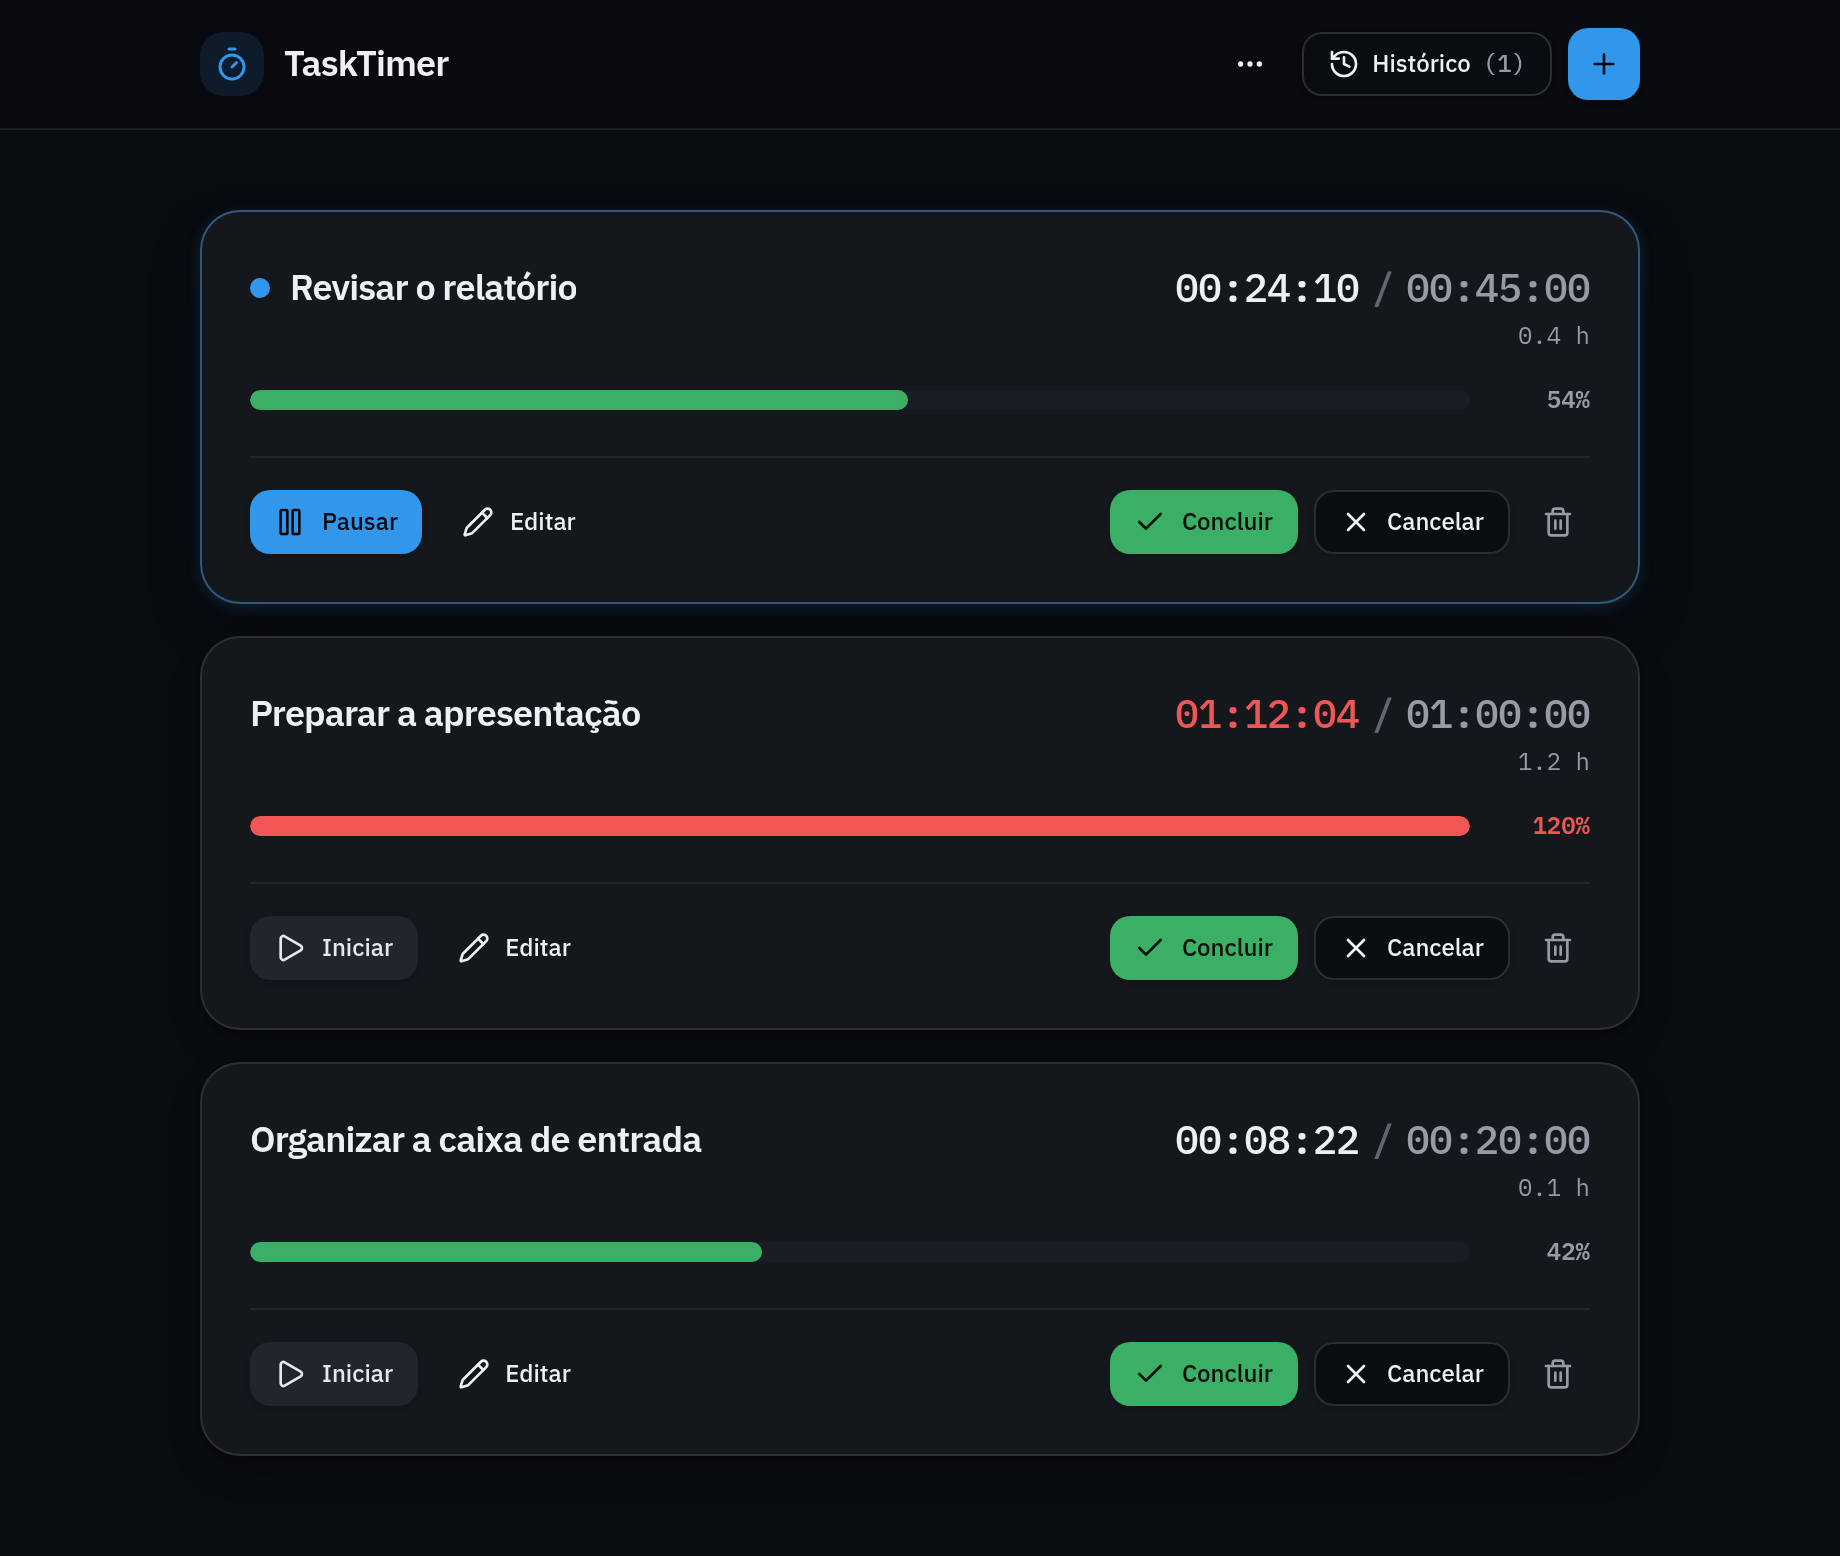 TaskTimer
Histórico (1)
Revisar o relatório
00:24:10 / 00:45:00
0.4 h
54%
Pausar
Editar
Concluir
Cancelar
Preparar a apresentação
01:12:04 / 01:00:00
1.2 h
120%
Iniciar
Editar
Concluir
Cancelar
Organizar a caixa de entrada
00:08:22 / 00:20:00
0.1 h
42%
Iniciar
Editar
Concluir
Cancelar